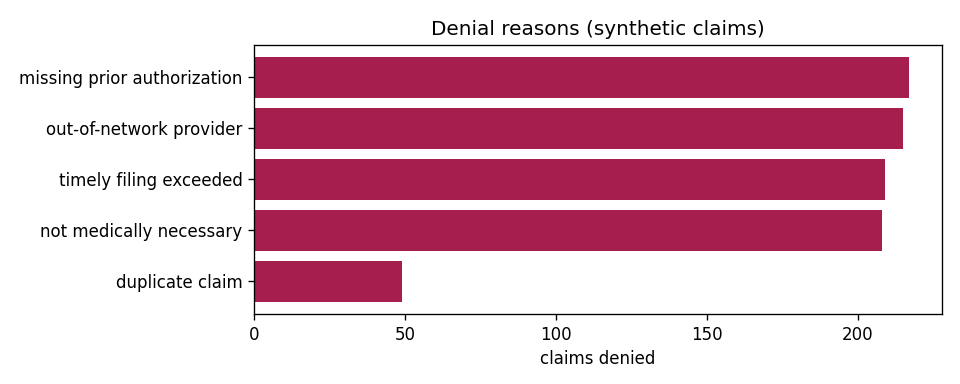 Denial reasons (synthetic claims)
missing prior authorization
out-of-network provider
timely filing exceeded
not medically necessary
duplicate claim
0 50 100 150 200
claims denied